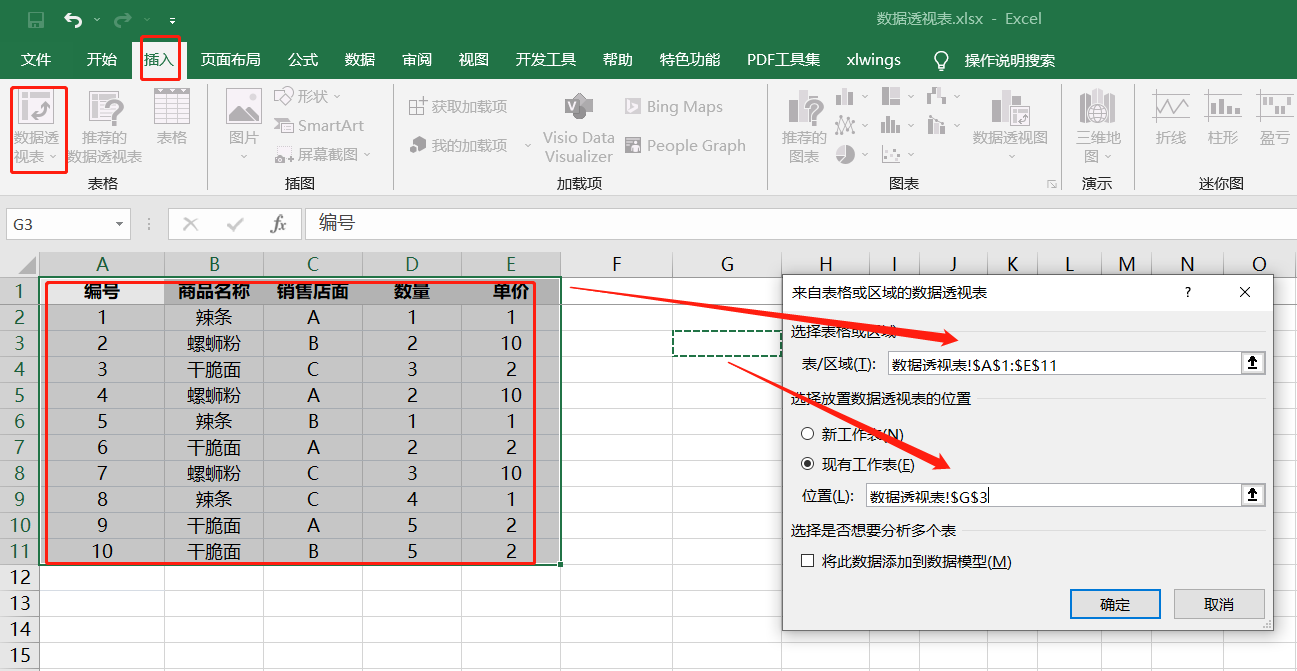 数据透视表.xlsx - Excel
文件 开始 插入 页面布局 公式 数据 审阅 视图 开发工具 帮助 特色功能 PDF工具集 xlwings 操作说明搜索
数据透
视表
推荐的
数据透视表
表格
表格
图片
形状
SmartArt
屏幕截图
插图
获取加载项
我的加载项
Visio Data
Visualizer
Bing Maps
People Graph
加载项
推荐的
图表
数据透视图
图表
三维地
图
演示
折线
柱形
盈亏
迷你图
G3 fx 编号
A B C D E F G H I J K L M N O
1 编号 商品名称 销售店面 数量 单价
2 1 辣条 A 1 1
3 2 螺蛳粉 B 2 10
4 3 干脆面 C 3 2
5 4 螺蛳粉 A 2 10
6 5 辣条 B 1 1
7 6 干脆面 A 2 2
8 7 螺蛳粉 C 3 10
9 8 辣条 C 4 1
10 9 干脆面 A 5 2
11 10 干脆面 B 5 2
12
13
14
15
来自表格或区域的数据透视表 ?
选择表格或区域
表/区域(T): 数据透视表!$A$1:$E$11
选择放置数据透视表的位置
新工作表(N)
现有工作表(E)
位置(L): 数据透视表!$G$3
选择是否想要分析多个表
将此数据添加到数据模型(M)
确定 取消